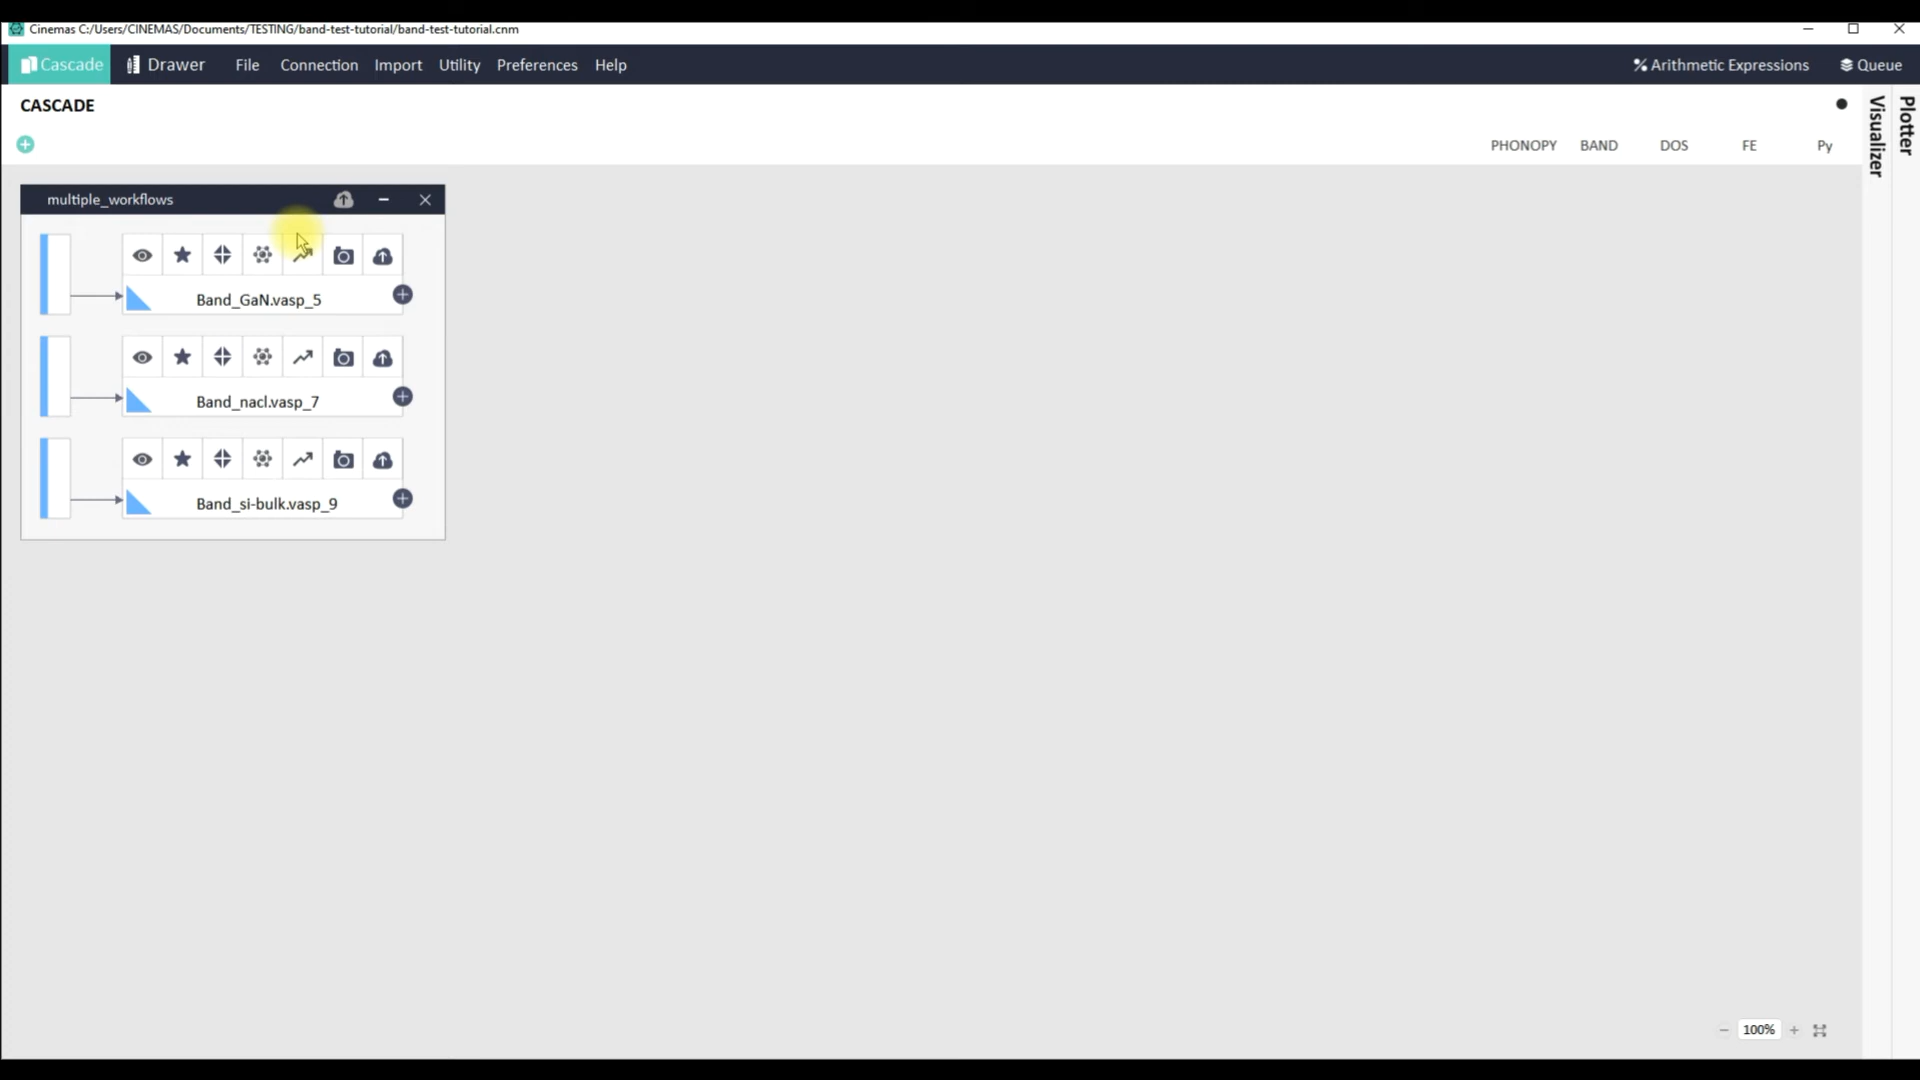 Cinemas C:/Users/CINEMAS/Documents/TESTING/band-test-tutorial/band-test-tutorial.cnm
Cascade Drawer File Connection Import Utility Preferences Help Arithmetic Expressions Queue
CASCADE
PHONOPY BAND DOS FE Py
Visualizer
Plotter
multiple_workflows
Band_GaN.vasp_5
Band_nacl.vasp_7
Band_si-bulk.vasp_9
100%